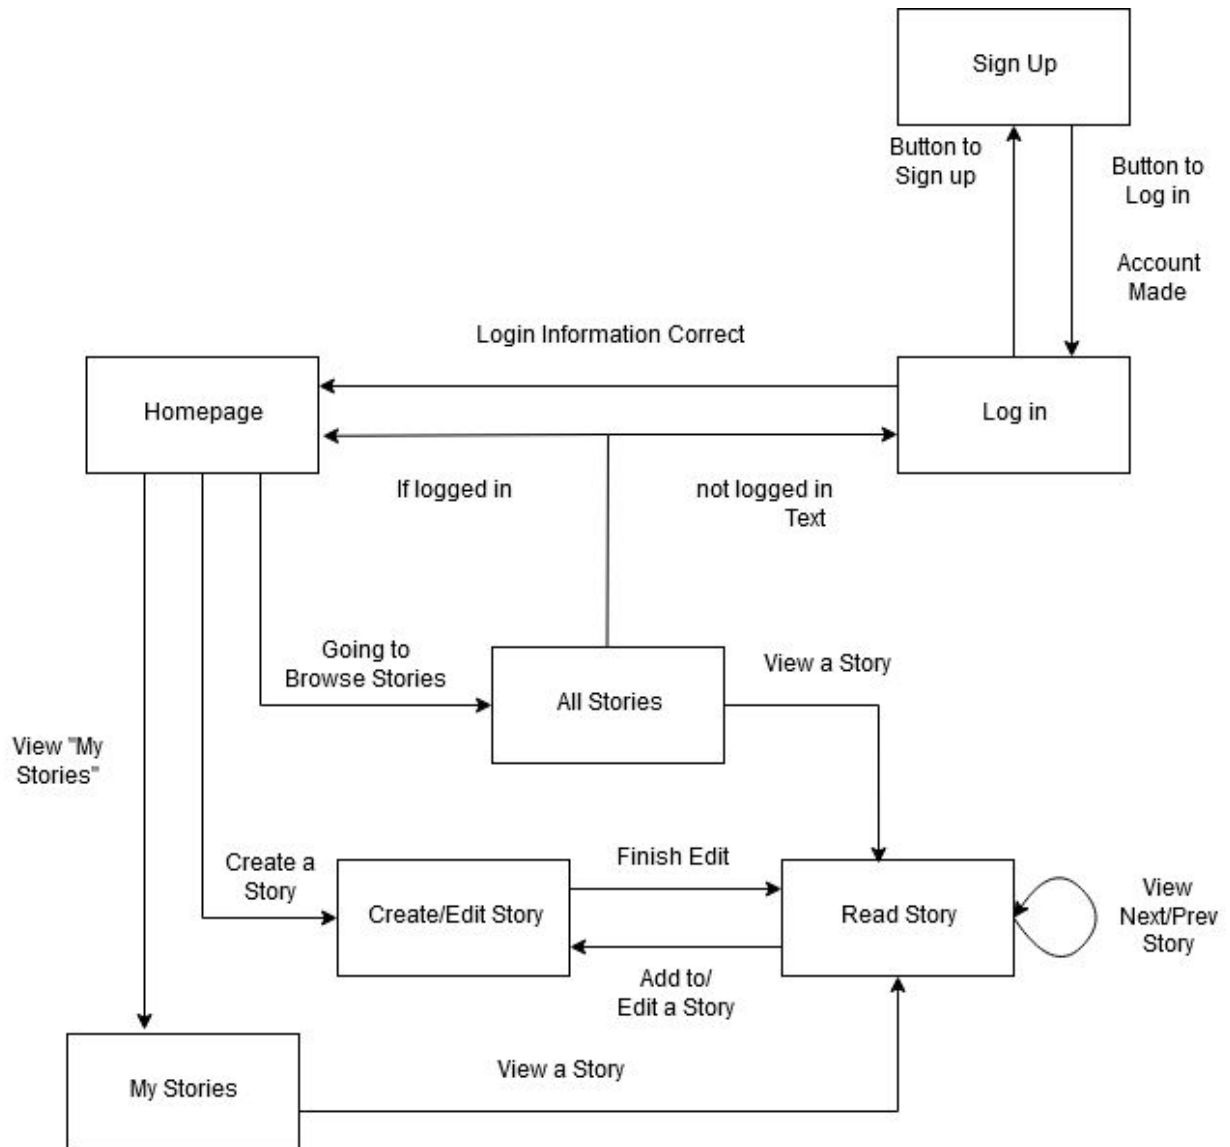 Sign Up
Button to
Sign up
Button to
Log in
Account
Made
Login Information Correct
Homepage
Log in
If logged in
not logged in
Text
Going to
Browse Stories
View a Story
All Stories
View "My
Stories"
Create a
Story
Finish Edit
Create/Edit Story
Read Story
View
Next/Prev
Story
Add to/
Edit a Story
View a Story
My Stories